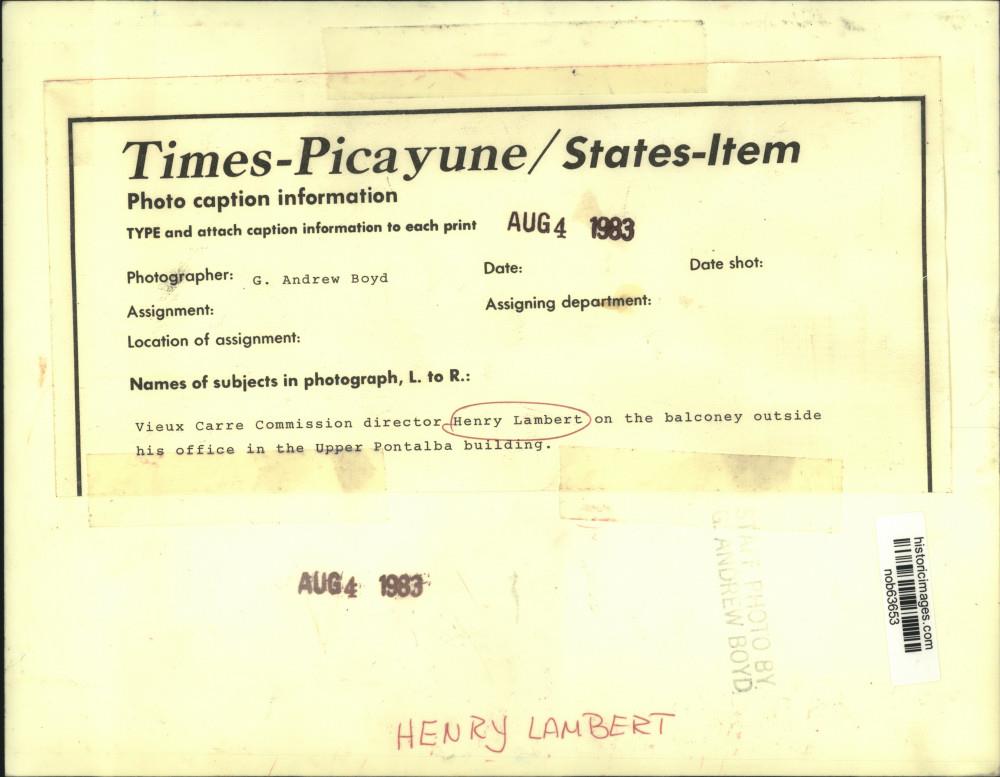 Times-Picayune/States-Item
Photo caption information
TYPE and attach caption information to each print
AUG 4 1983
Photographer: G. Andrew Boyd
Date:
Date shot:
Assignment:
Assigning department:
Location of assignment:
Names of subjects in photograph, L. to R.:
Vieux Carre Commission director Henry Lambert on the balconey outside
his office in the Upper Pontalba building.
AUG 4 1983
STAFF PHOTO BY
G. ANDREW BOYD
historicimages.com
nob63653
HENRY LAMBERT